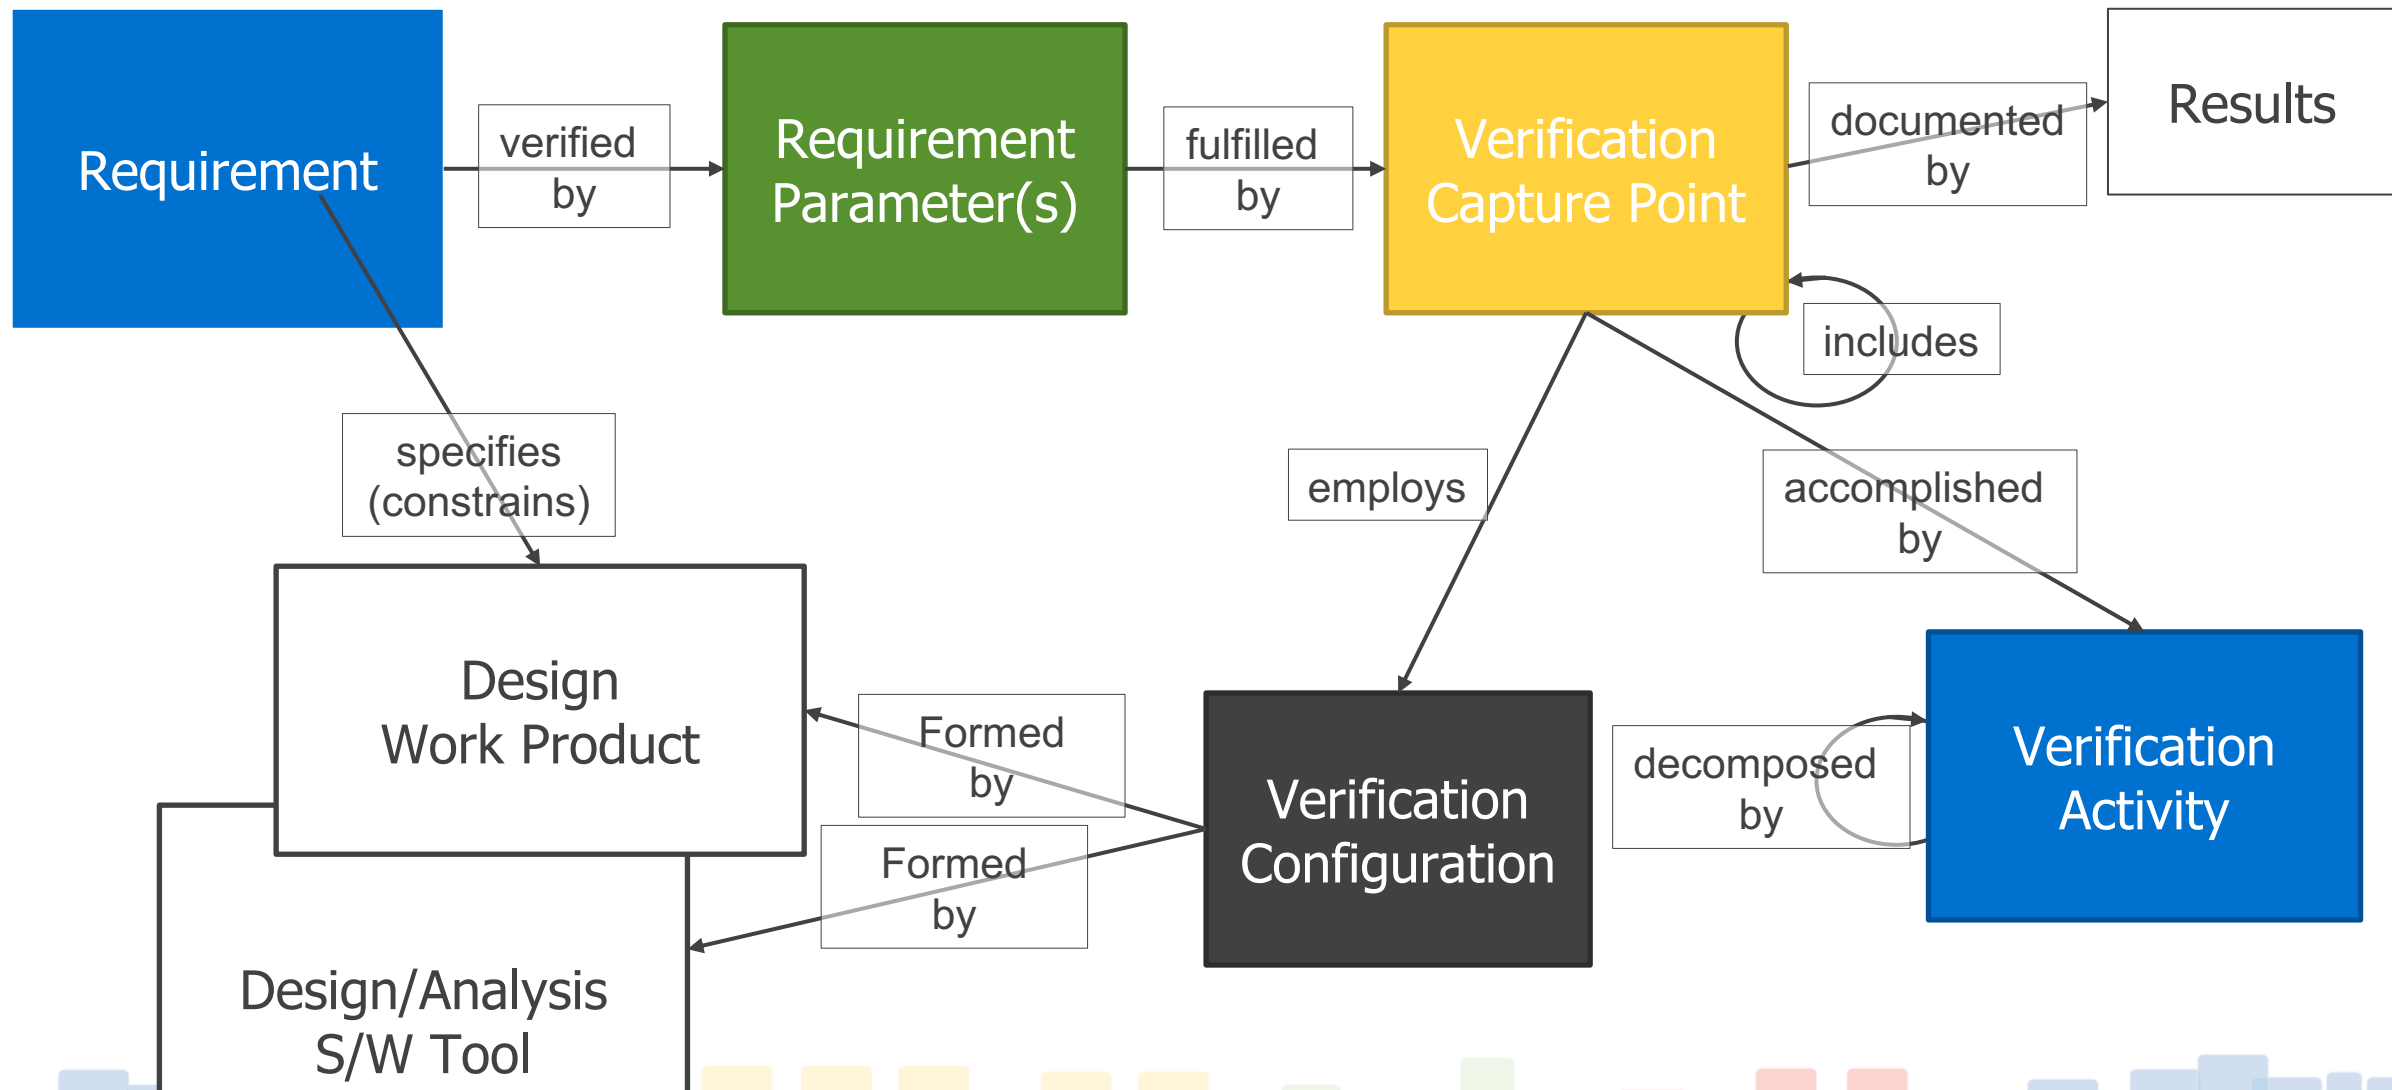 Requirement
verified
by
Requirement
Parameter(s)
fulfilled
by
Verification
Capture Point
documented
by
Results
includes
specifies
(constrains)
employs
accomplished
by
Design
Work Product
Formed
by
Formed
by
Verification
Configuration
decomposed
by
Verification
Activity
Design/Analysis
S/W Tool